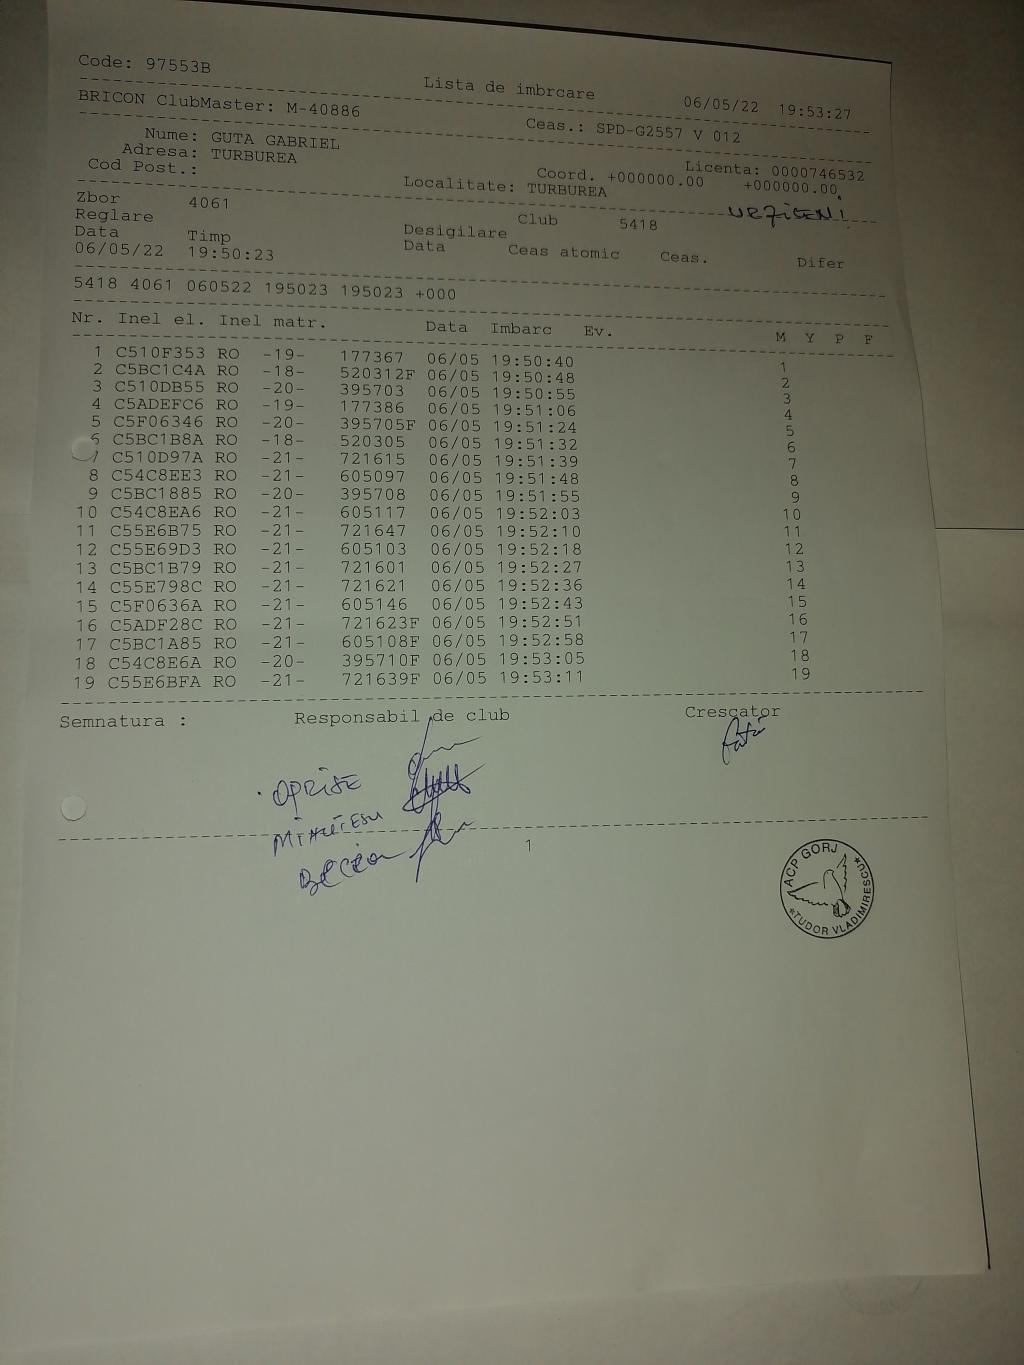 Code: 97553B
Lista de imbrcare 06/05/22 19:53:27
BRICON ClubMaster: M-40886 Ceas.: SPD-G2557 V 012
Nume: GUTA GABRIEL Licenta: 0000746532
Adresa: TURBUREA Coord. +000000.00 +000000.00
Cod Post.: Localitate: TURBUREA
URZICENI
Zbor 4061 Club 5418
Reglare Desigilare
Data Timp Data Ceas atomic Ceas. Difer
06/05/22 19:50:23
5418 4061 060522 195023 195023 +000
Nr. Inel el. Inel matr. Data Imbarc Ev. M Y P F
1 C510F353 RO -19- 177367 06/05 19:50:40 1
2 C5BC1C4A RO -18- 520312F 06/05 19:50:48 2
3 C510DB55 RO -20- 395703 06/05 19:50:55 3
4 C5ADEFC6 RO -19- 177386 06/05 19:51:06 4
5 C5F06346 RO -20- 395705F 06/05 19:51:24 5
6 C5BC1B8A RO -18- 520305 06/05 19:51:32 6
7 C510D97A RO -21- 721615 06/05 19:51:39 7
8 C54C8EE3 RO -21- 605097 06/05 19:51:48 8
9 C5BC1885 RO -20- 395708 06/05 19:51:55 9
10 C54C8EA6 RO -21- 605117 06/05 19:52:03 10
11 C55E6B75 RO -21- 721647 06/05 19:52:10 11
12 C55E69D3 RO -21- 605103 06/05 19:52:18 12
13 C5BC1B79 RO -21- 721601 06/05 19:52:27 13
14 C55E798C RO -21- 721621 06/05 19:52:36 14
15 C5F0636A RO -21- 605146 06/05 19:52:43 15
16 C5ADF28C RO -21- 721623F 06/05 19:52:51 16
17 C5BC1A85 RO -21- 605108F 06/05 19:52:58 17
18 C54C8E6A RO -20- 395710F 06/05 19:53:05 18
19 C55E6BFA RO -21- 721639F 06/05 19:53:11 19
Semnatura : Responsabil de club Crescator
OPRIȘE
1
ACP GORJ
*TUDOR VLADIMIRESCU*